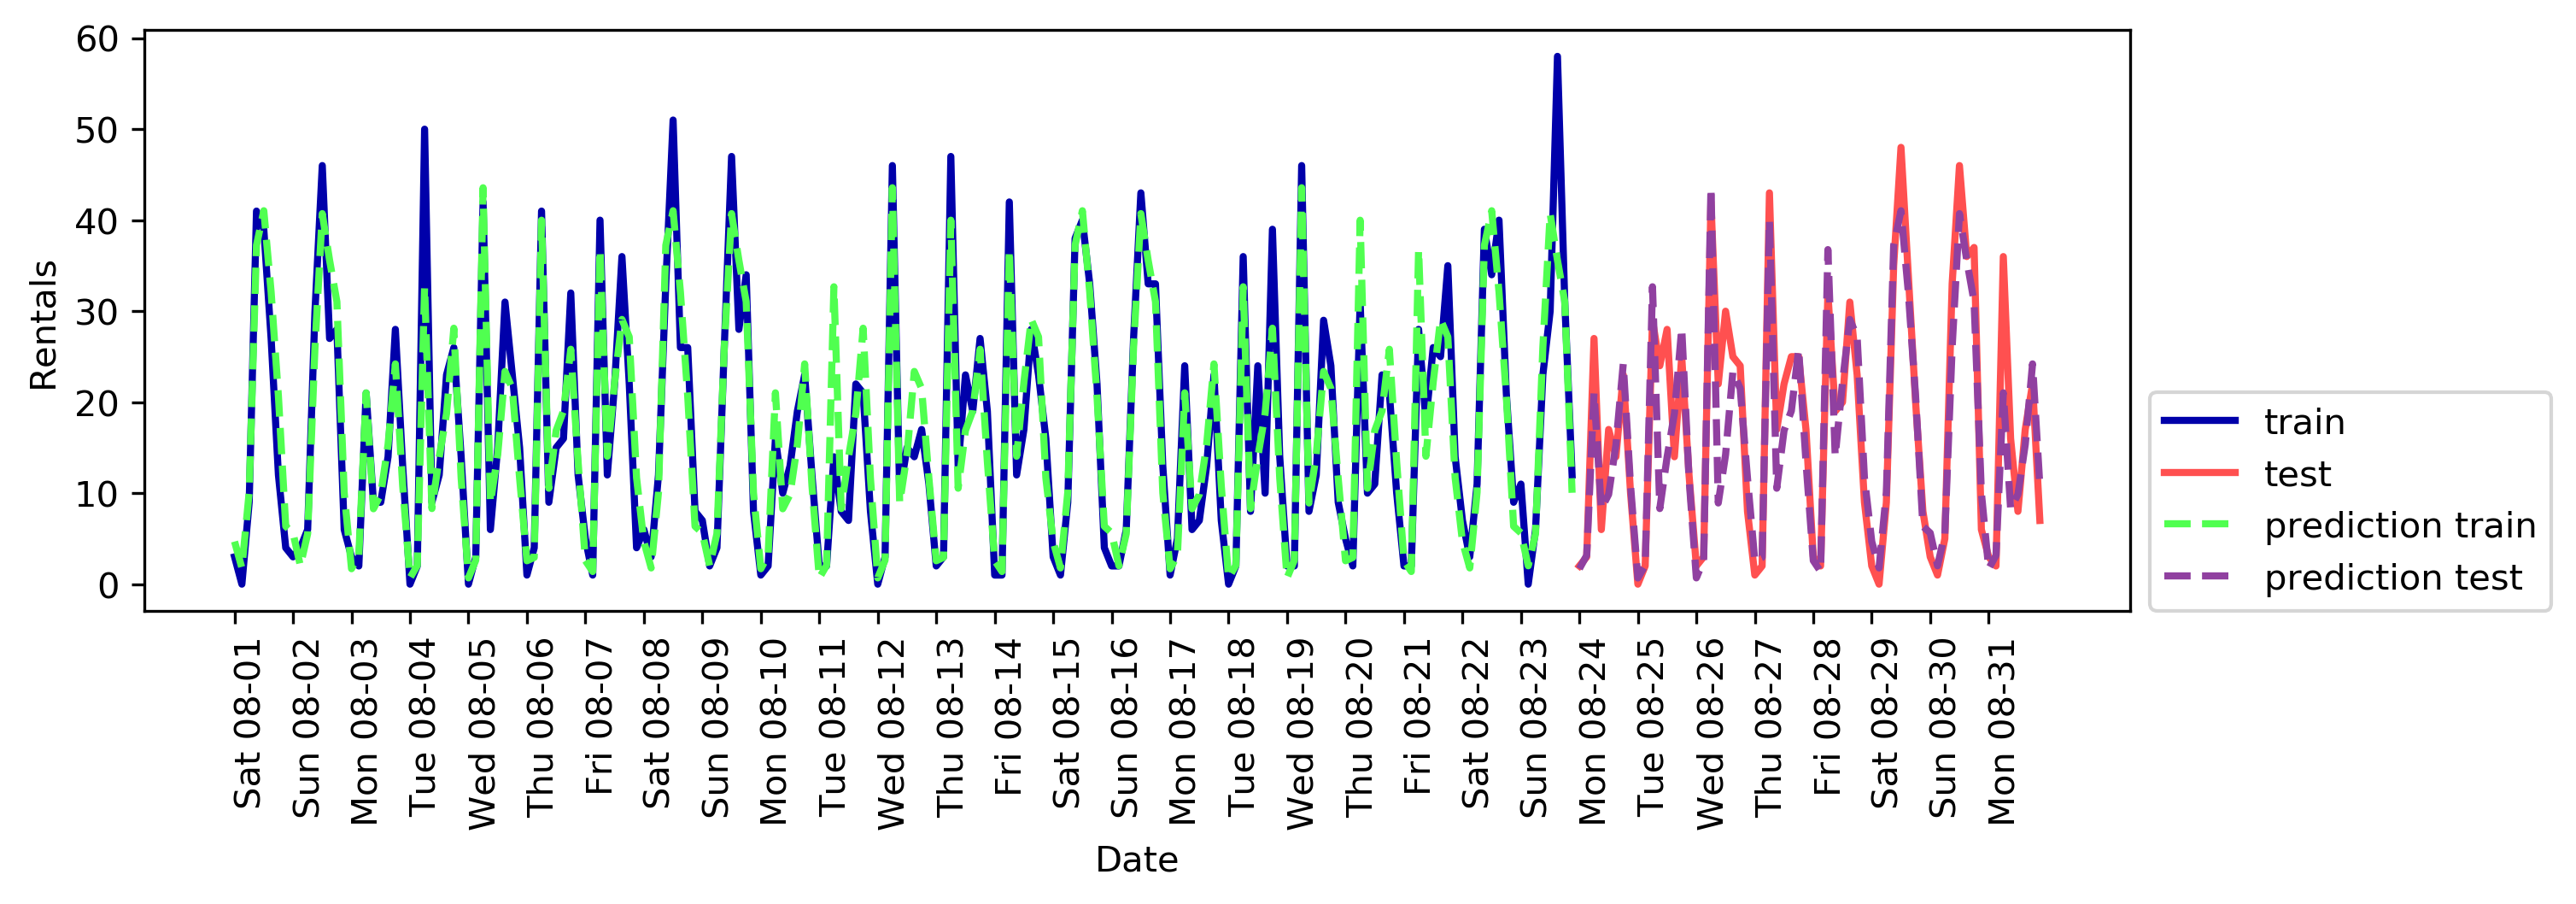 60
50
40
30
20
10
0
Rentals
Sat 08-01
Sun 08-02
Mon 08-03
Tue 08-04
Wed 08-05
Thu 08-06
Fri 08-07
Sat 08-08
Sun 08-09
Mon 08-10
Tue 08-11
Wed 08-12
Thu 08-13
Fri 08-14
Sat 08-15
Sun 08-16
Mon 08-17
Tue 08-18
Wed 08-19
Thu 08-20
Fri 08-21
Sat 08-22
Sun 08-23
Mon 08-24
Tue 08-25
Wed 08-26
Thu 08-27
Fri 08-28
Sat 08-29
Sun 08-30
Mon 08-31
Date
train
test
prediction train
prediction test